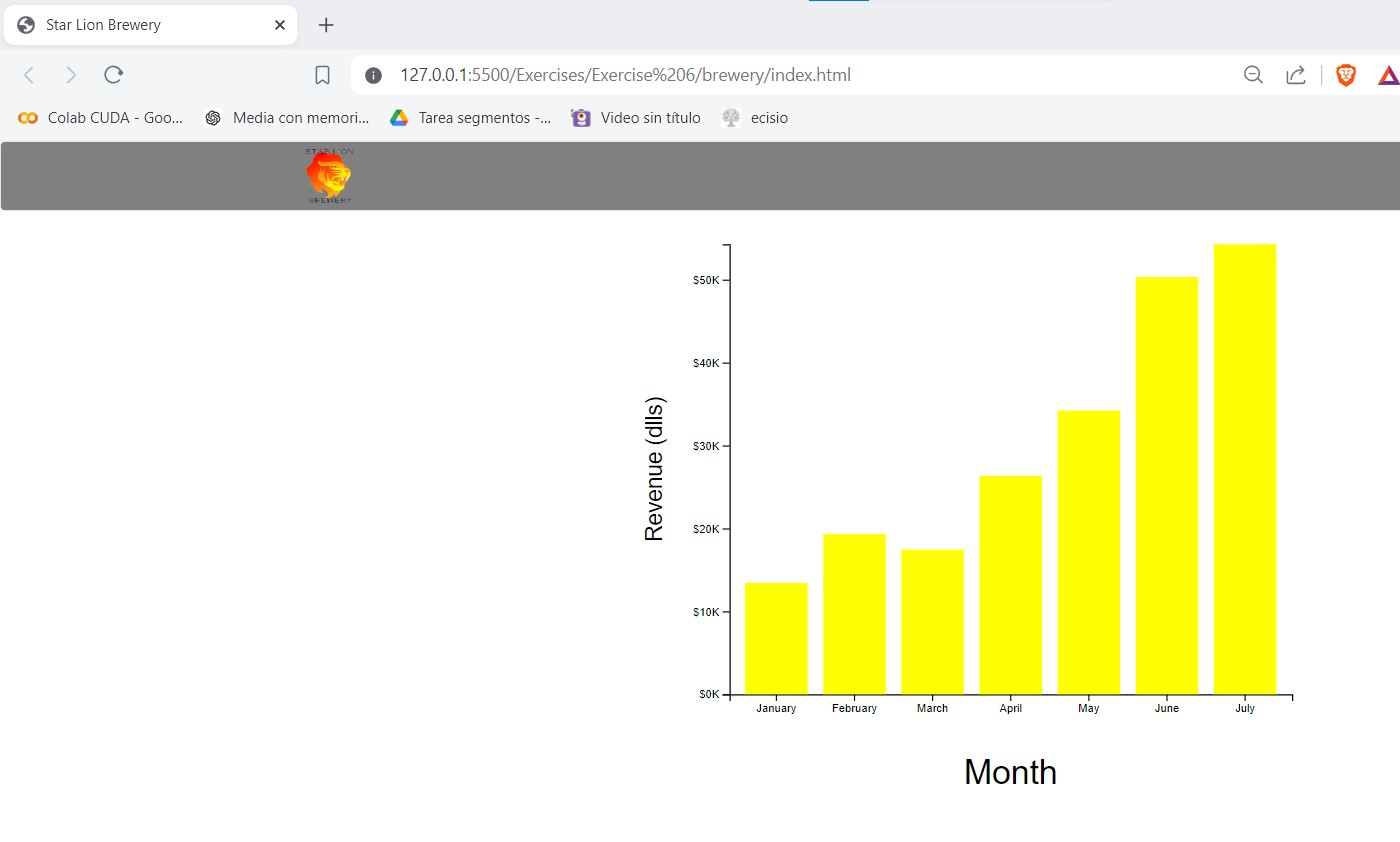 Star Lion Brewery
127.0.0.1:5500/Exercises/Exercise%206/brewery/index.html
Colab CUDA - Goo...
Media con memori...
Tarea segmentos -...
Video sin título
ecisio
STAR LION
BREWERY
$50K
$40K
$30K
$20K
$10K
$0K
Revenue (dlls)
January
February
March
April
May
June
July
Month